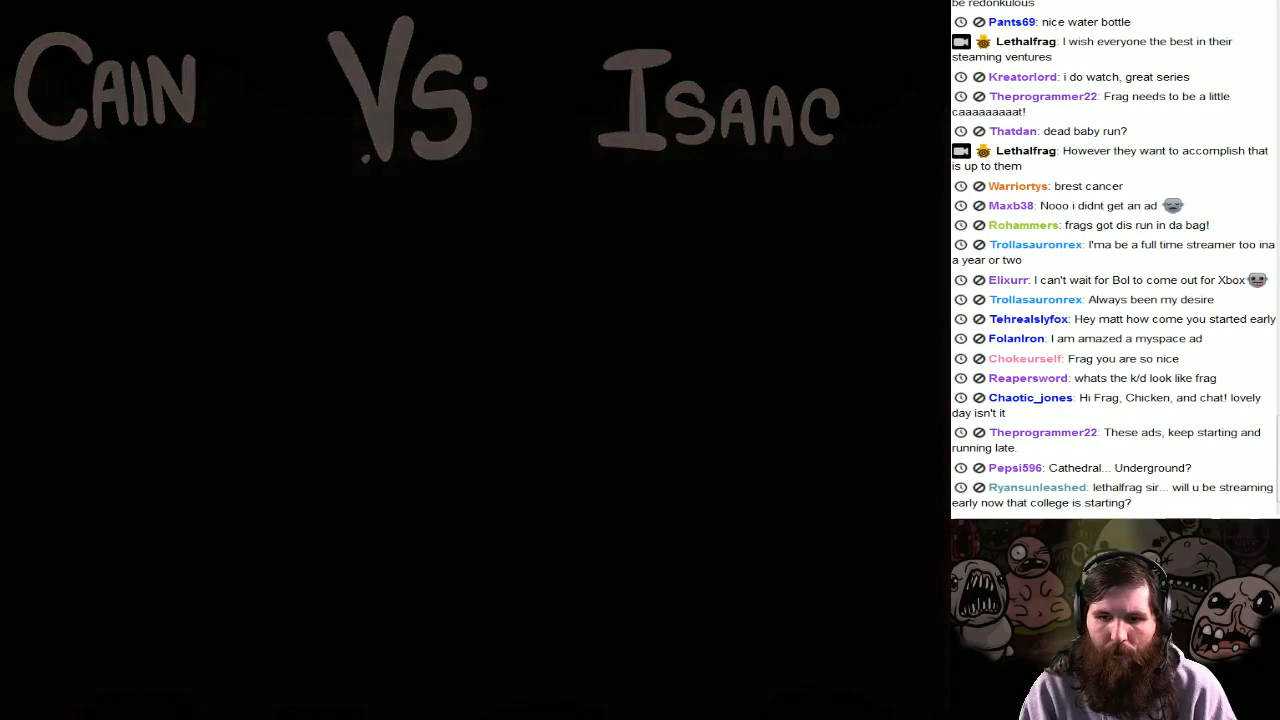 CAIN VS. ISAAC
be redonkulous
Pants69: nice water bottle
Lethalfrag: I wish everyone the best in their
steaming ventures
Kreatorlord: i do watch, great series
Theprogrammer22: Frag needs to be a little
caaaaaaaat!
Thatdan: dead baby run?
Lethalfrag: However they want to accomplish that
is up to them
Warriortys: brest cancer
Maxb38: Nooo i didnt get an ad
Rohammers: frags got dis run in da bag!
Trollasauronrex: I'ma be a full time streamer too ina
a year or two
Elixurr: I can't wait for BoI to come out for Xbox
Trollasauronrex: Always been my desire
Tehrealslyfox: Hey matt how come you started early
FolanIron: I am amazed a myspace ad
Chokeurself: Frag you are so nice
Reapersword: whats the k/d look like frag
Chaotic_jones: Hi Frag, Chicken, and chat! lovely
day isn't it
Theprogrammer22: These ads, keep starting and
running late.
Pepsi596: Cathedral... Underground?
Ryansunleashed: lethalfrag sir... will u be streaming
early now that college is starting?